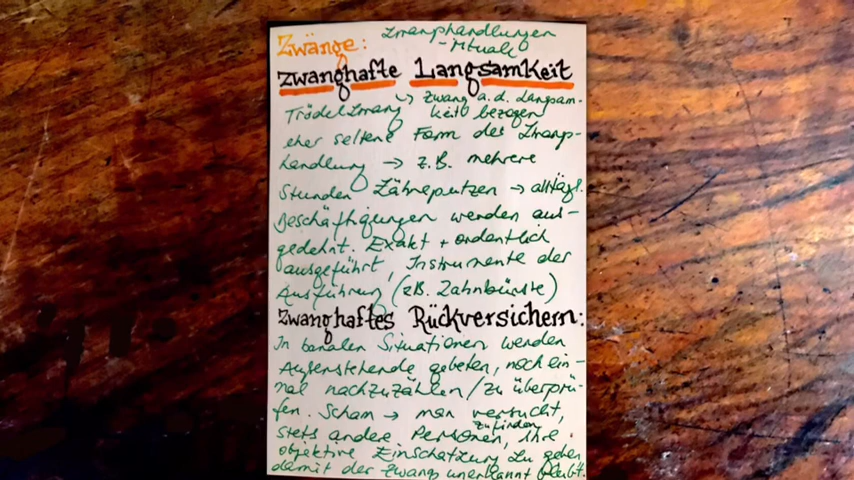 Zwänge: Zwangshandlungen
- Rituale
zwanghafte Langsamkeit
Trödelzwang → Zwang a.d. Langsam-
keit bezogen
eher seltene Form des Zwangs-
handlung → z.B. mehrere
Stunden Zähneputzen → alltägl.
Beschäftigungen werden aus-
gedehnt. Exakt + ordentlich
ausgeführt, Instrumente der
Ausführung (zB. Zahnbürste)
Zwanghaftes Rückversichern:
In banalen Situationen werden
Außenstehende gebeten, noch ein-
mal nachzuzählen / zu überprü-
fen. Scham → man versucht,
stets andere Personen zu finden, ihre
objektive Einschätzung zu geben
damit der Zwang unerkannt bleibt.